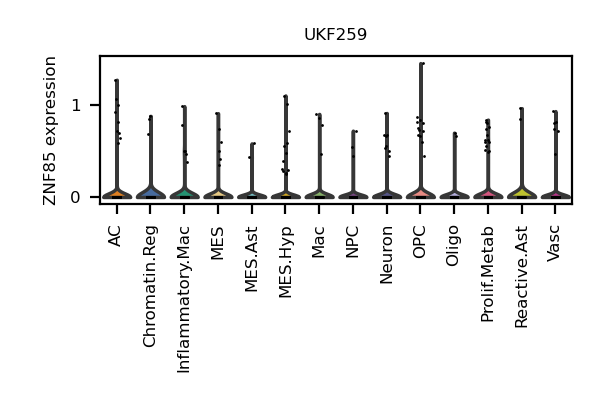 UKF259
ZNF85 expression
1
0
AC
Chromatin.Reg
Inflammatory.Mac
MES
MES.Ast
MES.Hyp
Mac
NPC
Neuron
OPC
Oligo
Prolif.Metab
Reactive.Ast
Vasc